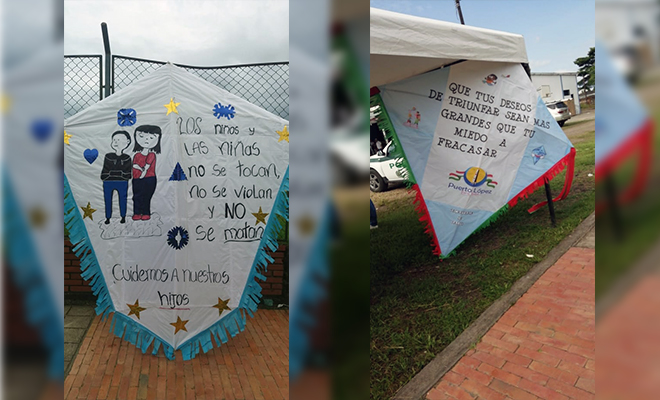 Los niños y
LAS Niñas
no se tocan,
no se violan
y NO
Se matan
Cuidemos A nuestros
hijos
QUE TUS DESEOS
DE TRIUNFAR SEAN MAS
GRANDES QUE TU
MIEDO A
FRACASAR
Puerto López